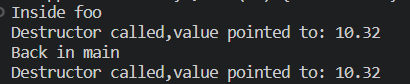 Inside foo
Destructor called,value pointed to: 10.32
Back in main
Destructor called,value pointed to: 10.32